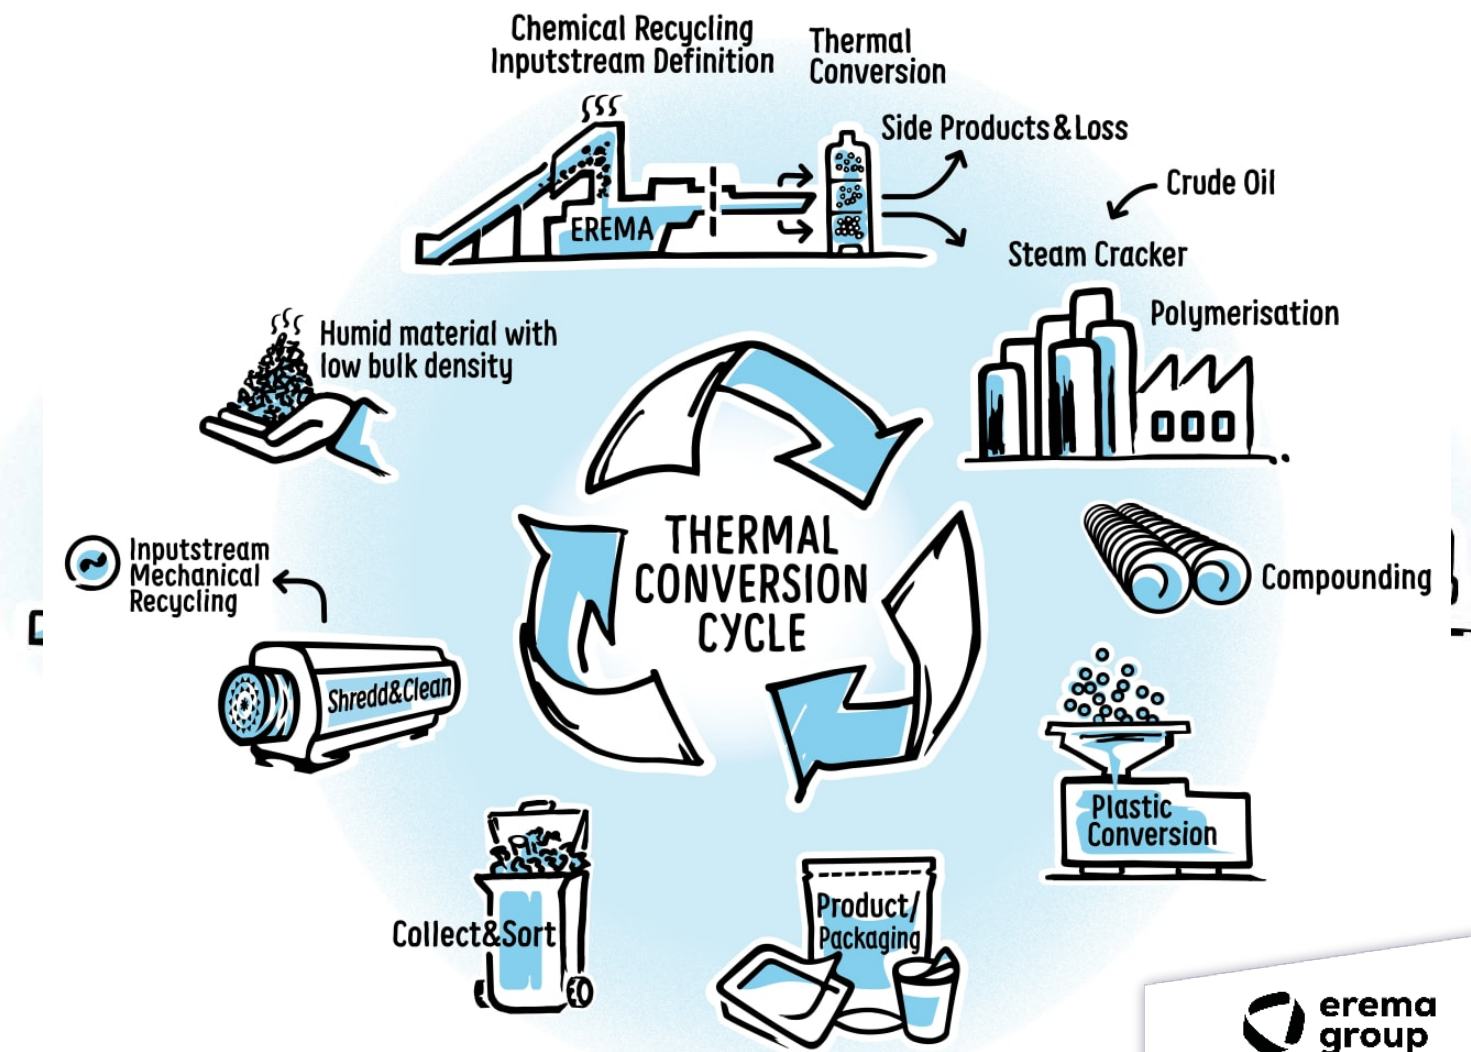 Chemical Recycling
Inputstream Definition
Thermal
Conversion
Side Products & Loss
Crude Oil
EREMA
Steam Cracker
Polymerisation
Humid material with
low bulk density
THERMAL
CONVERSION
CYCLE
Inputstream
Mechanical
Recycling
Compounding
Shredd&Clean
Plastic
Conversion
Product/
Packaging
Collect&Sort
erema
group